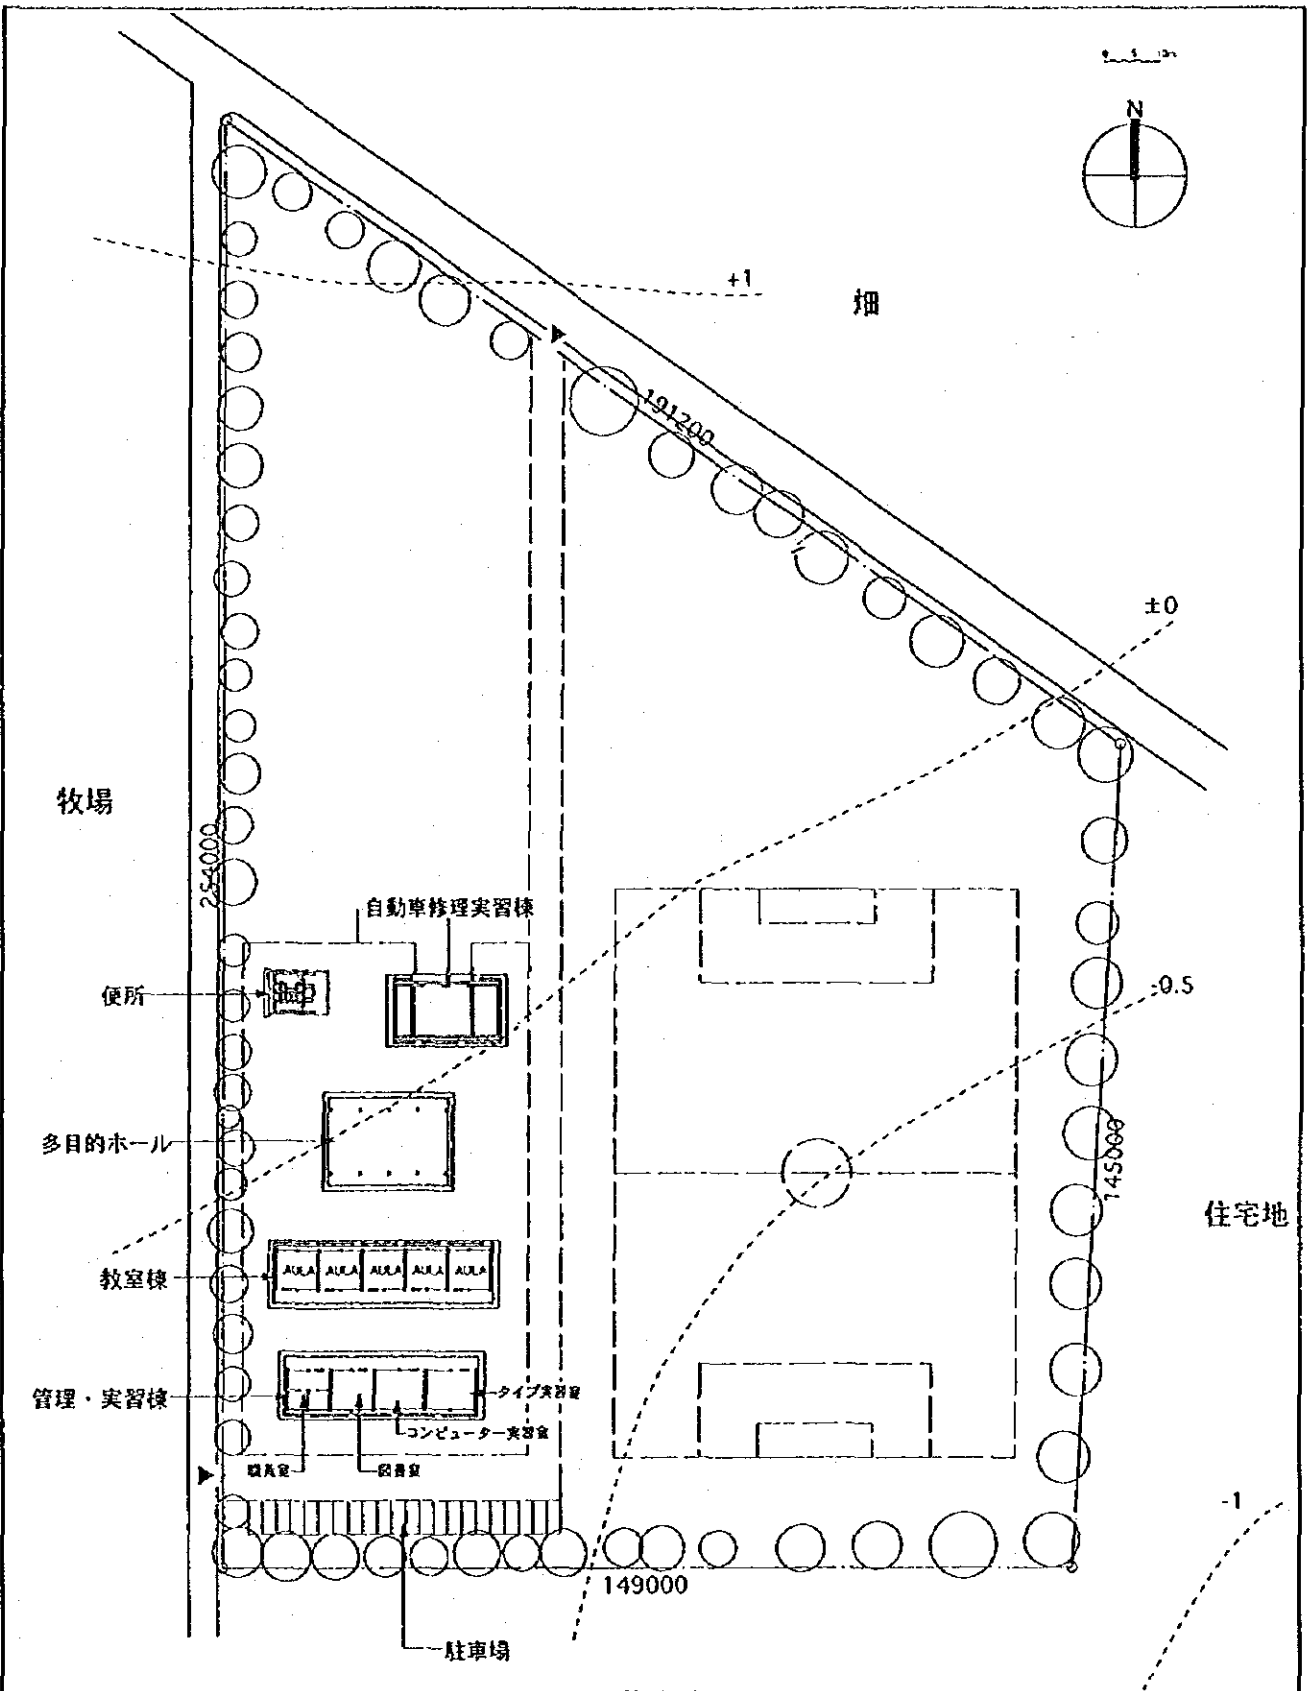 N
+1
畑
191200
±0
牧場
254000
自動車修理実習棟
便所
-0.5
多目的ホール
145000
住宅地
教室棟
AULA AULA AULA AULA AULA
管理・実習棟
タイプ実習室
コンピューター実習室
職員室
図書室
-1
149000
駐車場